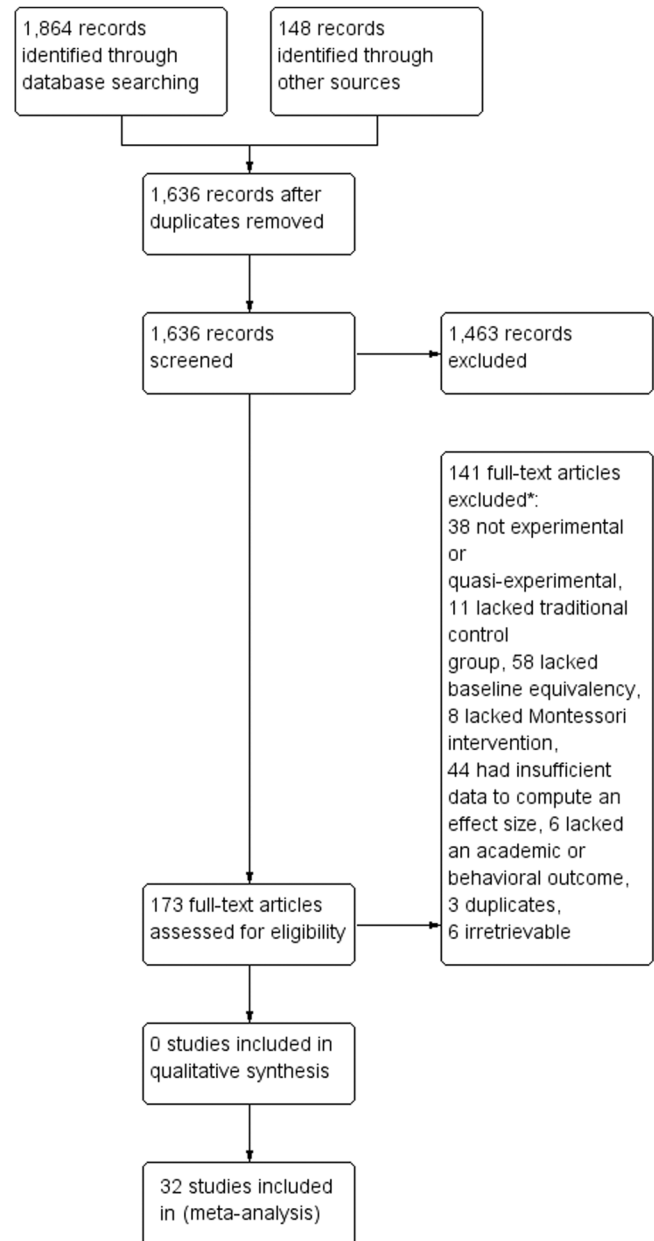 1,864 records
identified through
database searching
148 records
identified through
other sources
1,636 records after
duplicates removed
1,636 records
screened
1,463 records
excluded
141 full-text articles
excluded*:
38 not experimental
or
quasi-experimental,
11 lacked traditional
control
group, 58 lacked
baseline equivalency,
8 lacked Montessori
intervention,
44 had insufficient
data to compute an
effect size, 6 lacked
an academic or
behavioral outcome,
3 duplicates,
6 irretrievable
173 full-text articles
assessed for eligibility
0 studies included in
qualitative synthesis
32 studies included
in (meta-analysis)